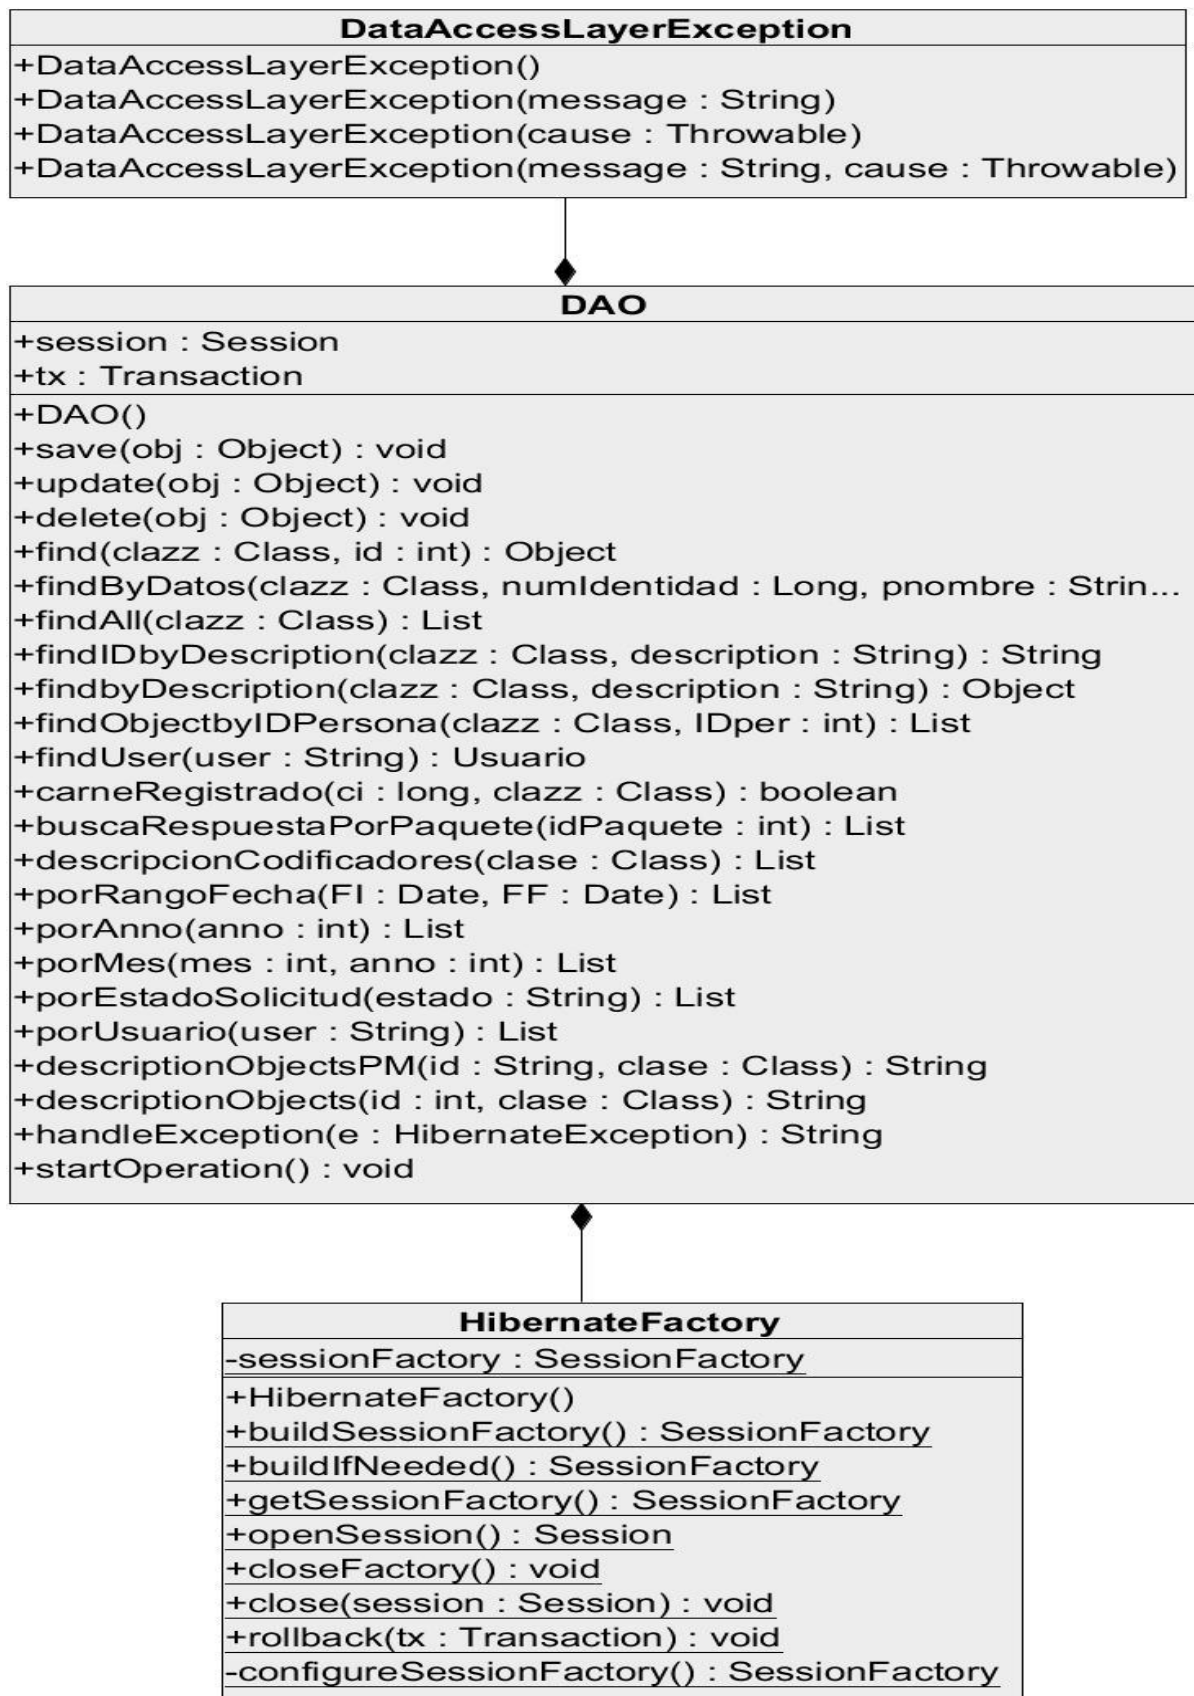 DataAccessLayerException
+DataAccessLayerException()
+DataAccessLayerException(message : String)
+DataAccessLayerException(cause : Throwable)
+DataAccessLayerException(message : String, cause : Throwable)
DAO
+session : Session
+tx : Transaction
+DAO()
+save(obj : Object) : void
+update(obj : Object) : void
+delete(obj : Object) : void
+find(clazz : Class, id : int) : Object
+findByDatos(clazz : Class, numIdentidad : Long, pnombre : Strin...
+findAll(clazz : Class) : List
+findIDbyDescription(clazz : Class, description : String) : String
+findbyDescription(clazz : Class, description : String) : Object
+findObjectbyIDPersona(clazz : Class, IDper : int) : List
+findUser(user : String) : Usuario
+carneRegistrado(ci : long, clazz : Class) : boolean
+buscaRespuestaPorPaquete(idPaquete : int) : List
+descripcionCodificadores(clase : Class) : List
+porRangoFecha(FI : Date, FF : Date) : List
+porAnno(anno : int) : List
+porMes(mes : int, anno : int) : List
+porEstadoSolicitud(estado : String) : List
+porUsuario(user : String) : List
+descriptionObjectsPM(id : String, clase : Class) : String
+descriptionObjects(id : int, clase : Class) : String
+handleException(e : HibernateException) : String
+startOperation() : void
HibernateFactory
-sessionFactory : SessionFactory
+HibernateFactory()
+buildSessionFactory() : SessionFactory
+buildIfNeeded() : SessionFactory
+getSessionFactory() : SessionFactory
+openSession() : Session
+closeFactory() : void
+close(session : Session) : void
+rollback(tx : Transaction) : void
-configureSessionFactory() : SessionFactory